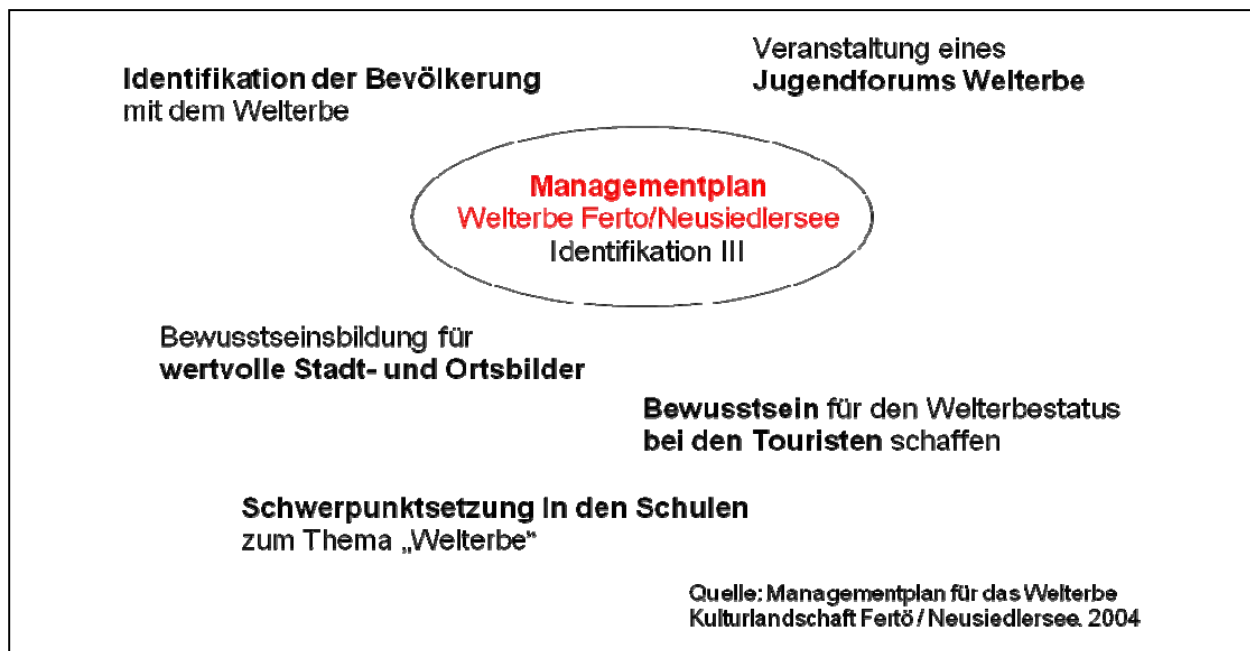 Identifikation der Bevölkerung
mit dem Welterbe
Veranstaltung eines
Jugendforums Welterbe
Managementplan
Welterbe Ferto/Neusiedlersee
Identifikation III
Bewusstseinsbildung für
wertvolle Stadt- und Ortsbilder
Bewusstsein für den Welterbestatus
bei den Touristen schaffen
Schwerpunktsetzung in den Schulen
zum Thema „Welterbe“
Quelle: Managementplan für das Welterbe
Kulturlandschaft Fertö / Neusiedlersee. 2004